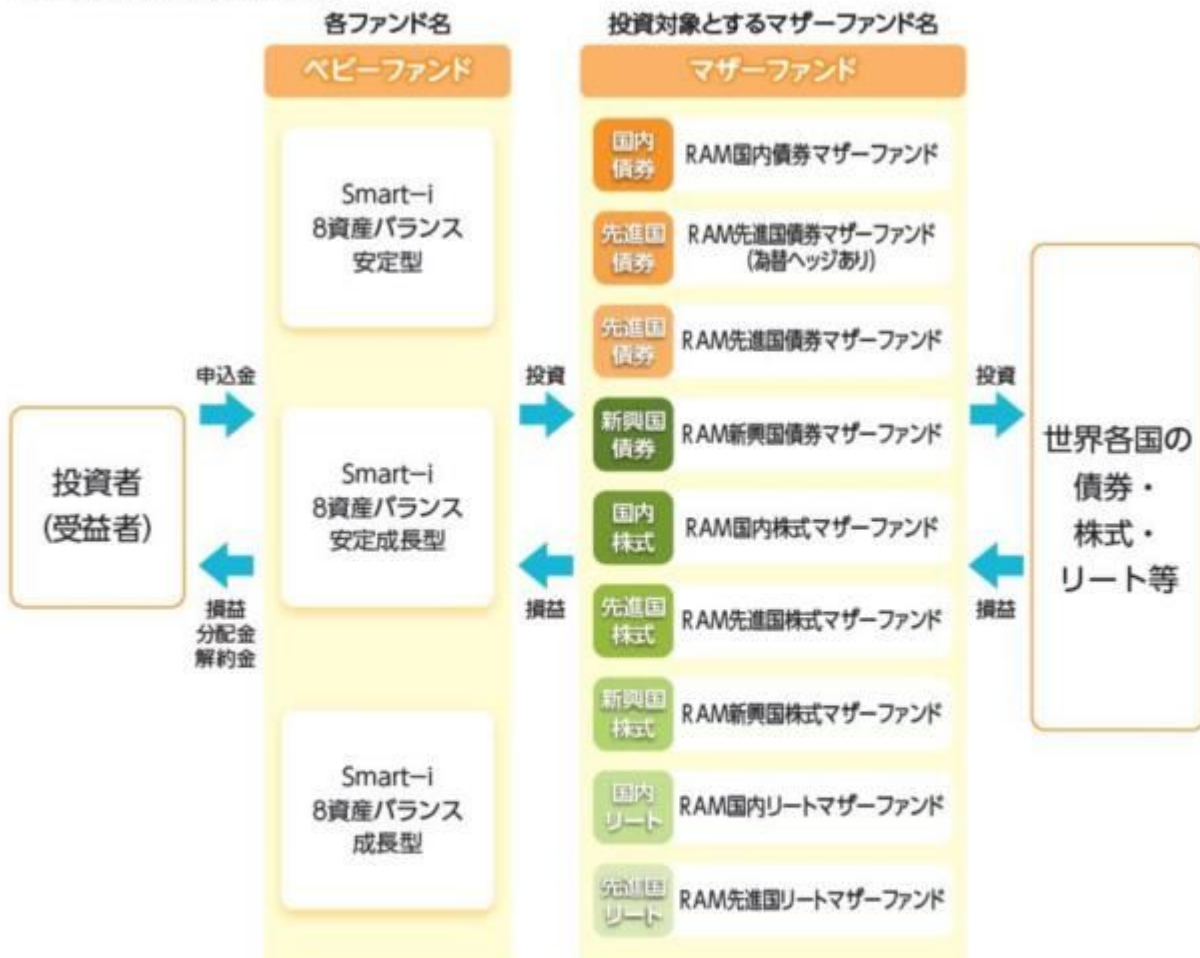 各ファンド名
ベビーファンド
Smart-i
8資産バランス
安定型
Smart-i
8資産バランス
安定成長型
Smart-i
8資産バランス
成長型
投資対象とするマザーファンド名
マザーファンド
国内
債券
RAM国内債券マザーファンド
先進国
債券
RAM先進国債券マザーファンド
(為替ヘッジあり)
先進国
債券
RAM先進国債券マザーファンド
新興国
債券
RAM新興国債券マザーファンド
国内
株式
RAM国内株式マザーファンド
先進国
株式
RAM先進国株式マザーファンド
新興国
株式
RAM新興国株式マザーファンド
国内
リート
RAM国内リートマザーファンド
先進国
リート
RAM先進国リートマザーファンド
投資者
(受益者)
申込金
損益
分配金
解約金
投資
損益
投資
損益
世界各国の
債券・
株式・
リート等